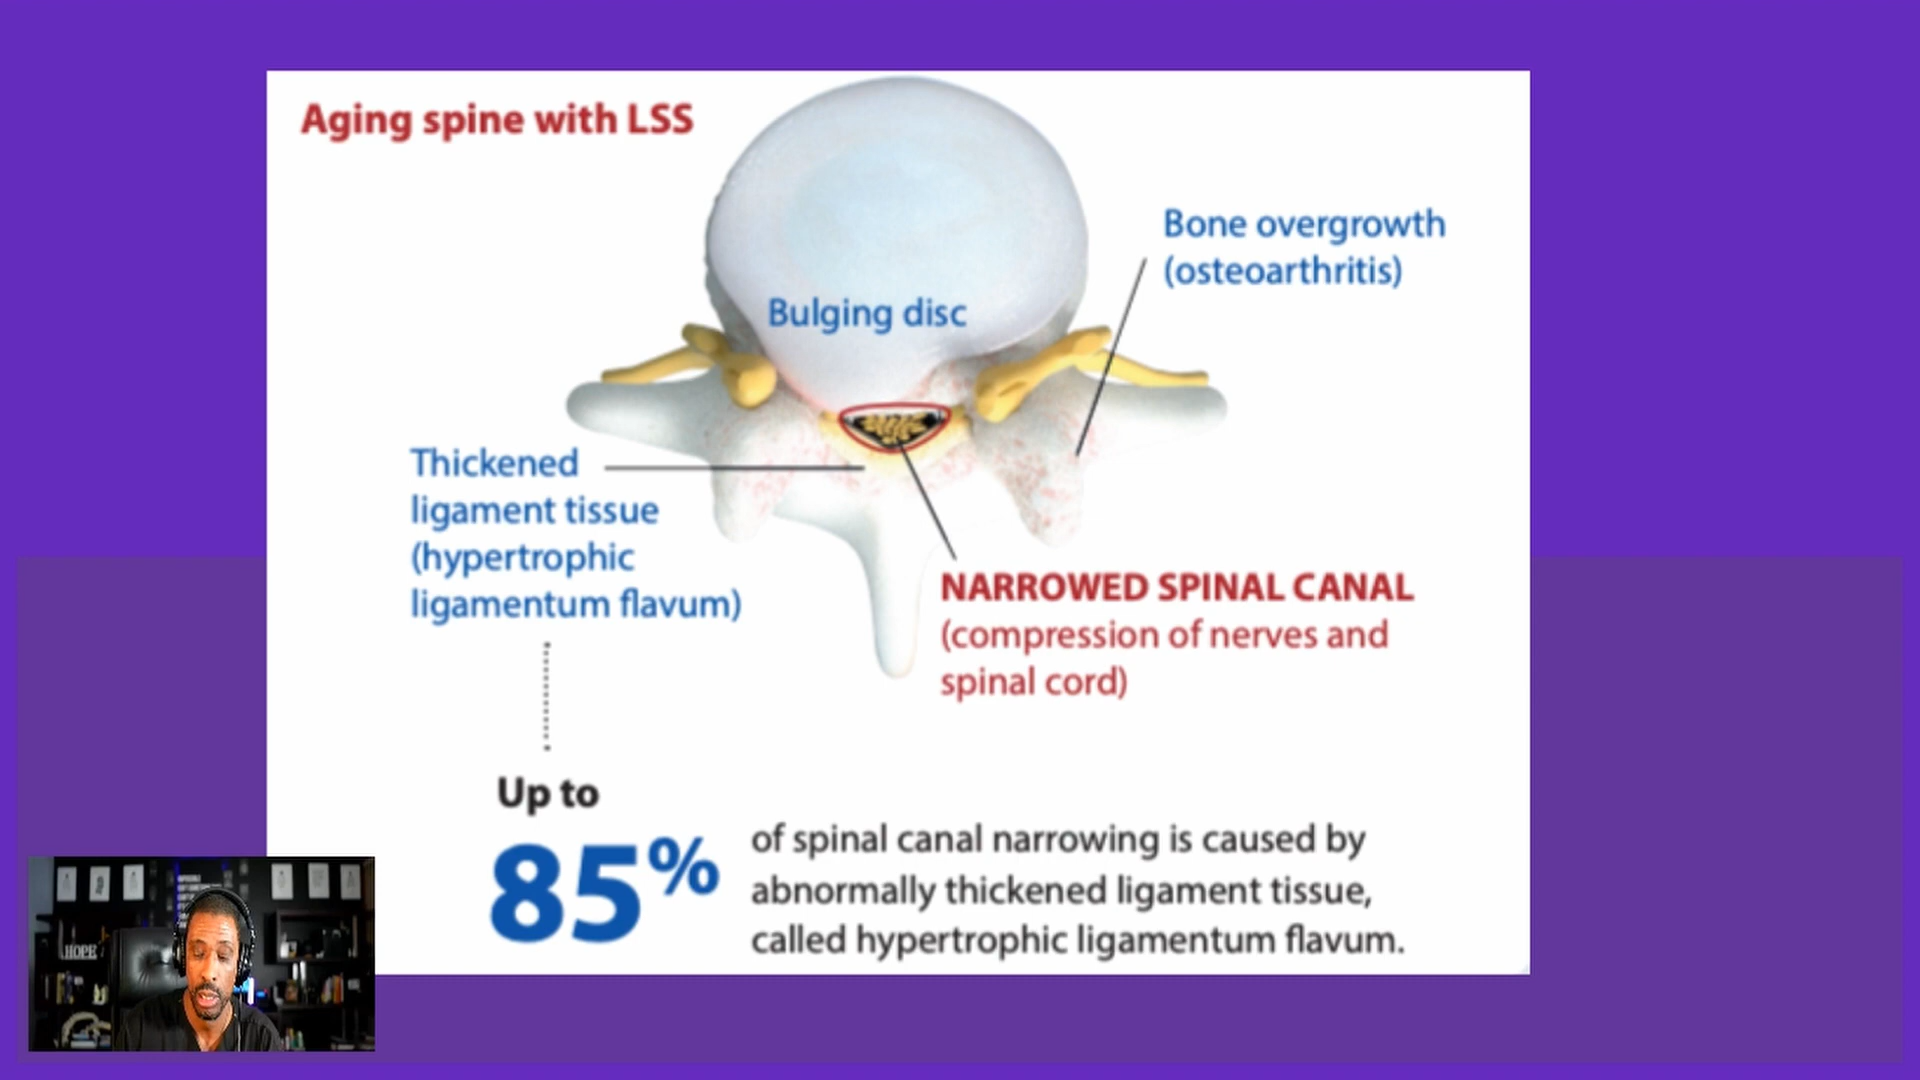 Aging spine with LSS
Bone overgrowth
(osteoarthritis)
Bulging disc
Thickened
ligament tissue
(hypertrophic
ligamentum flavum)
NARROWED SPINAL CANAL
(compression of nerves and
spinal cord)
Up to
85%
of spinal canal narrowing is caused by
abnormally thickened ligament tissue,
called hypertrophic ligamentum flavum.
HOPE